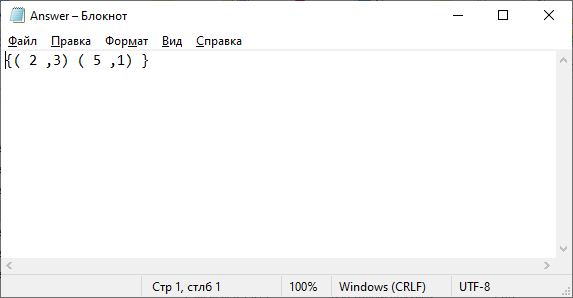 Answer – Блокнот
Файл Правка Формат Вид Справка
{( 2 ,3) ( 5 ,1) }
Стр 1, стлб 1 100% Windows (CRLF) UTF-8